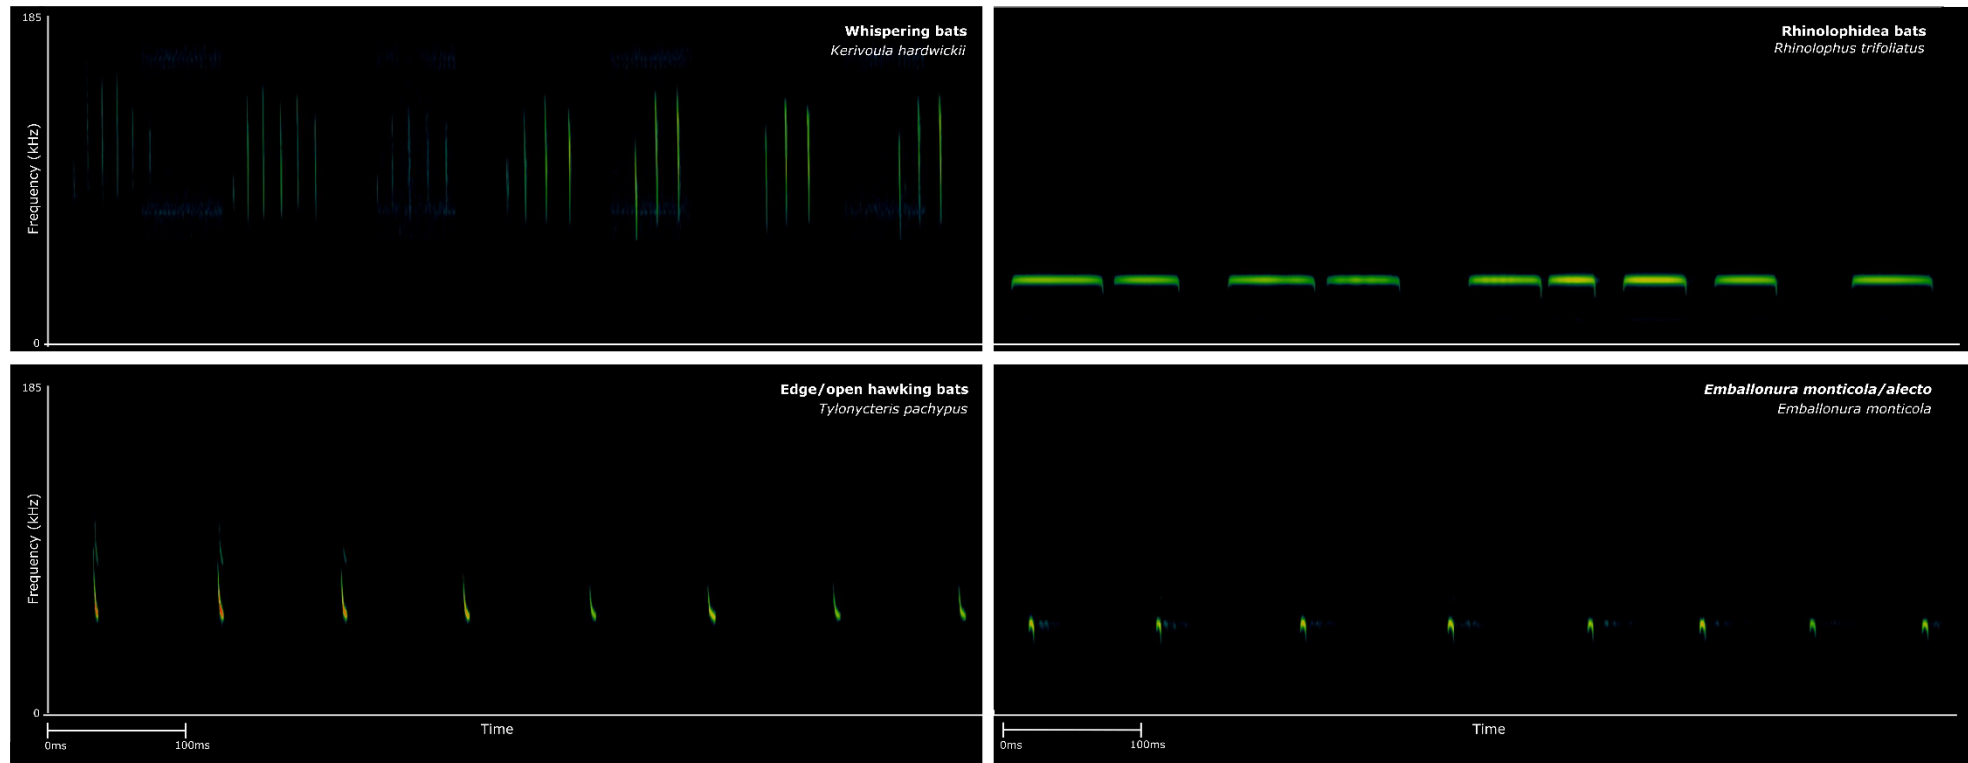 185
Whispering bats
Kerivoula hardwickii
Frequency (kHz)
0
Rhinolophidea bats
Rhinolophus trifoliatus
185
Edge/open hawking bats
Tylonycteris pachypus
Frequency (kHz)
0
Time
0ms
100ms
Emballonura monticola/alecto
Emballonura monticola
Time
0ms
100ms